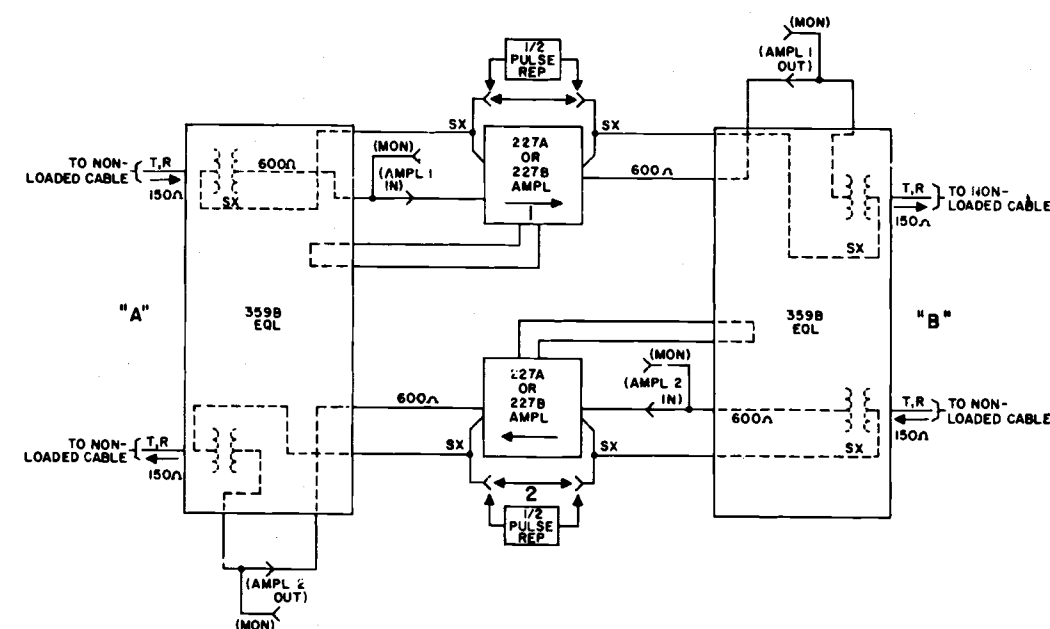 (MON)
(AMPL 1
OUT)
1/2
PULSE
REP
SX
SX
227A
OR
227B
AMPL
1
(MON)
(AMPL 1
IN)
600Ω
600Ω
TO NON-
LOADED CABLE
T,R
150Ω
SX
T,R
150Ω
TO NON-
LOADED CABLE
SX
"A"
359B
EQL
359B
EQL
"B"
227A
OR
227B
AMPL
(MON)
(AMPL 2
IN)
600Ω
600Ω
SX
SX
TO NON-
LOADED CABLE
T,R
150Ω
T,R
150Ω
TO NON-
LOADED CABLE
SX
2
1/2
PULSE
REP
(AMPL 2
OUT)
(MON)